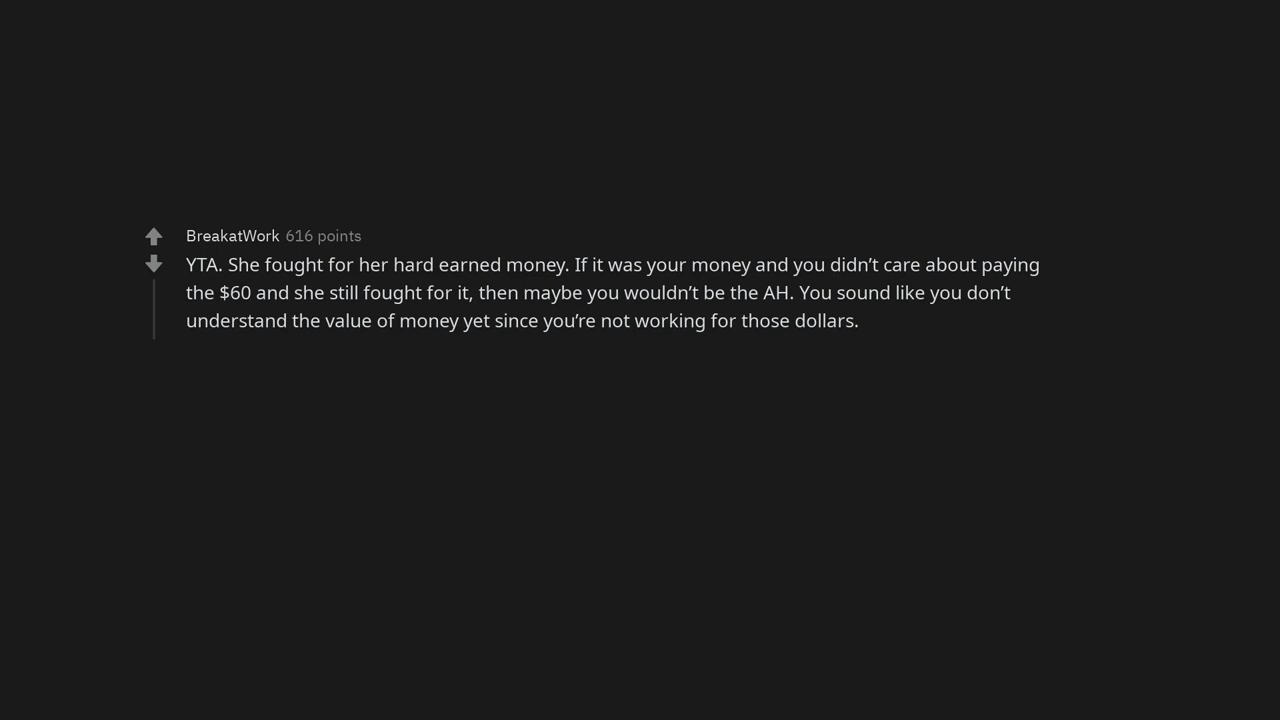 BreakatWork 616 points
YTA. She fought for her hard earned money. If it was your money and you didn’t care about paying
the $60 and she still fought for it, then maybe you wouldn’t be the AH. You sound like you don’t
understand the value of money yet since you’re not working for those dollars.